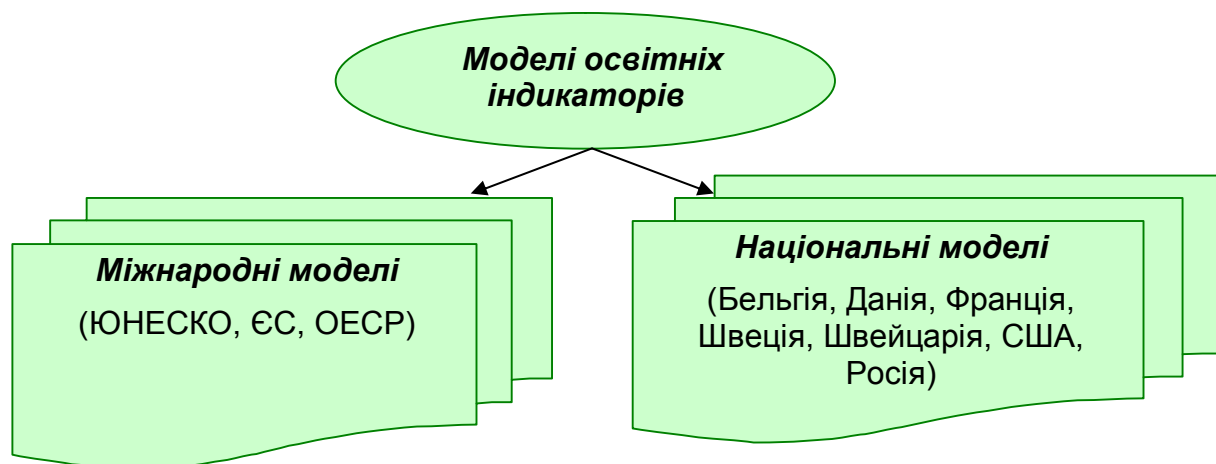 Моделі освітніх
індикаторів
Міжнародні моделі
(ЮНЕСКО, ЄС, ОЕСР)
Національні моделі
(Бельгія, Данія, Франція,
Швеція, Швейцарія, США,
Росія)